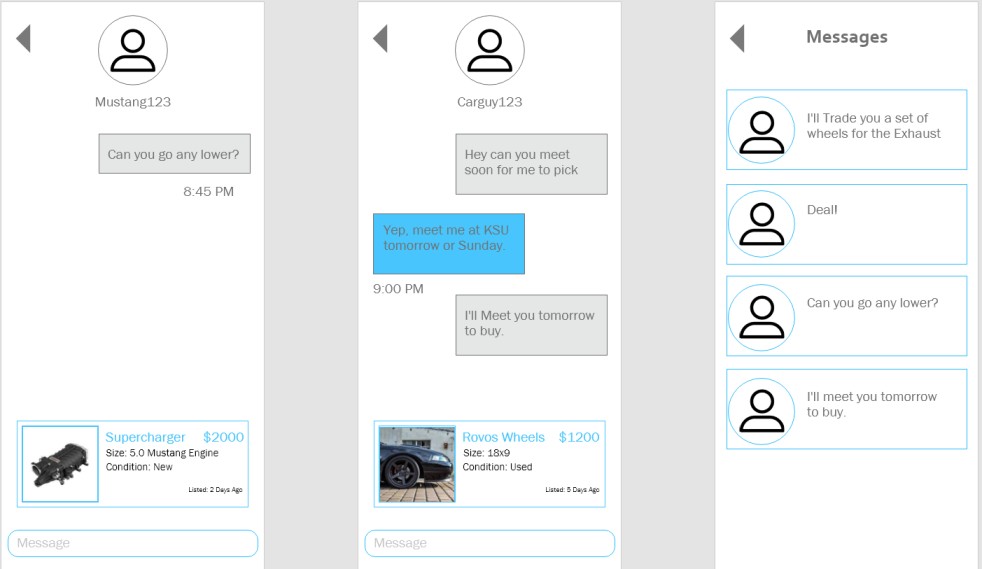 Mustang123
Can you go any lower?
8:45 PM
Supercharger $2000
Size: 5.0 Mustang Engine
Condition: New
Listed: 2 Days Ago
Message
Carguy123
Hey can you meet
soon for me to pick
Yep, meet me at KSU
tomorrow or Sunday.
9:00 PM
I'll Meet you tomorrow
to buy.
Rovos Wheels $1200
Size: 18x9
Condition: Used
Listed: 5 Days Ago
Message
Messages
I'll Trade you a set of
wheels for the Exhaust
Deal!
Can you go any lower?
I'll meet you tomorrow
to buy.